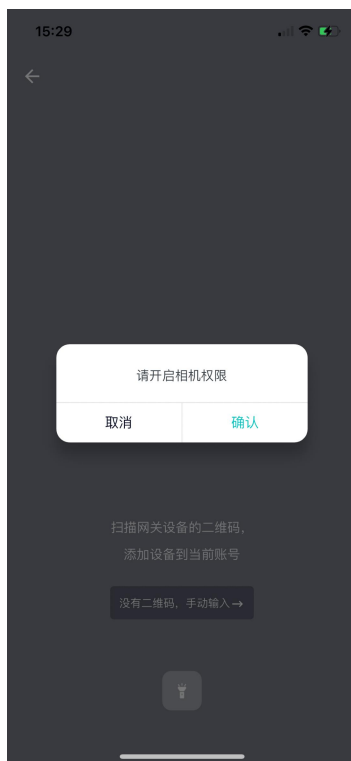 15:29
请开启相机权限
取消
确认
扫描网关设备的二维码，
添加设备到当前账号
没有二维码，手动输入→